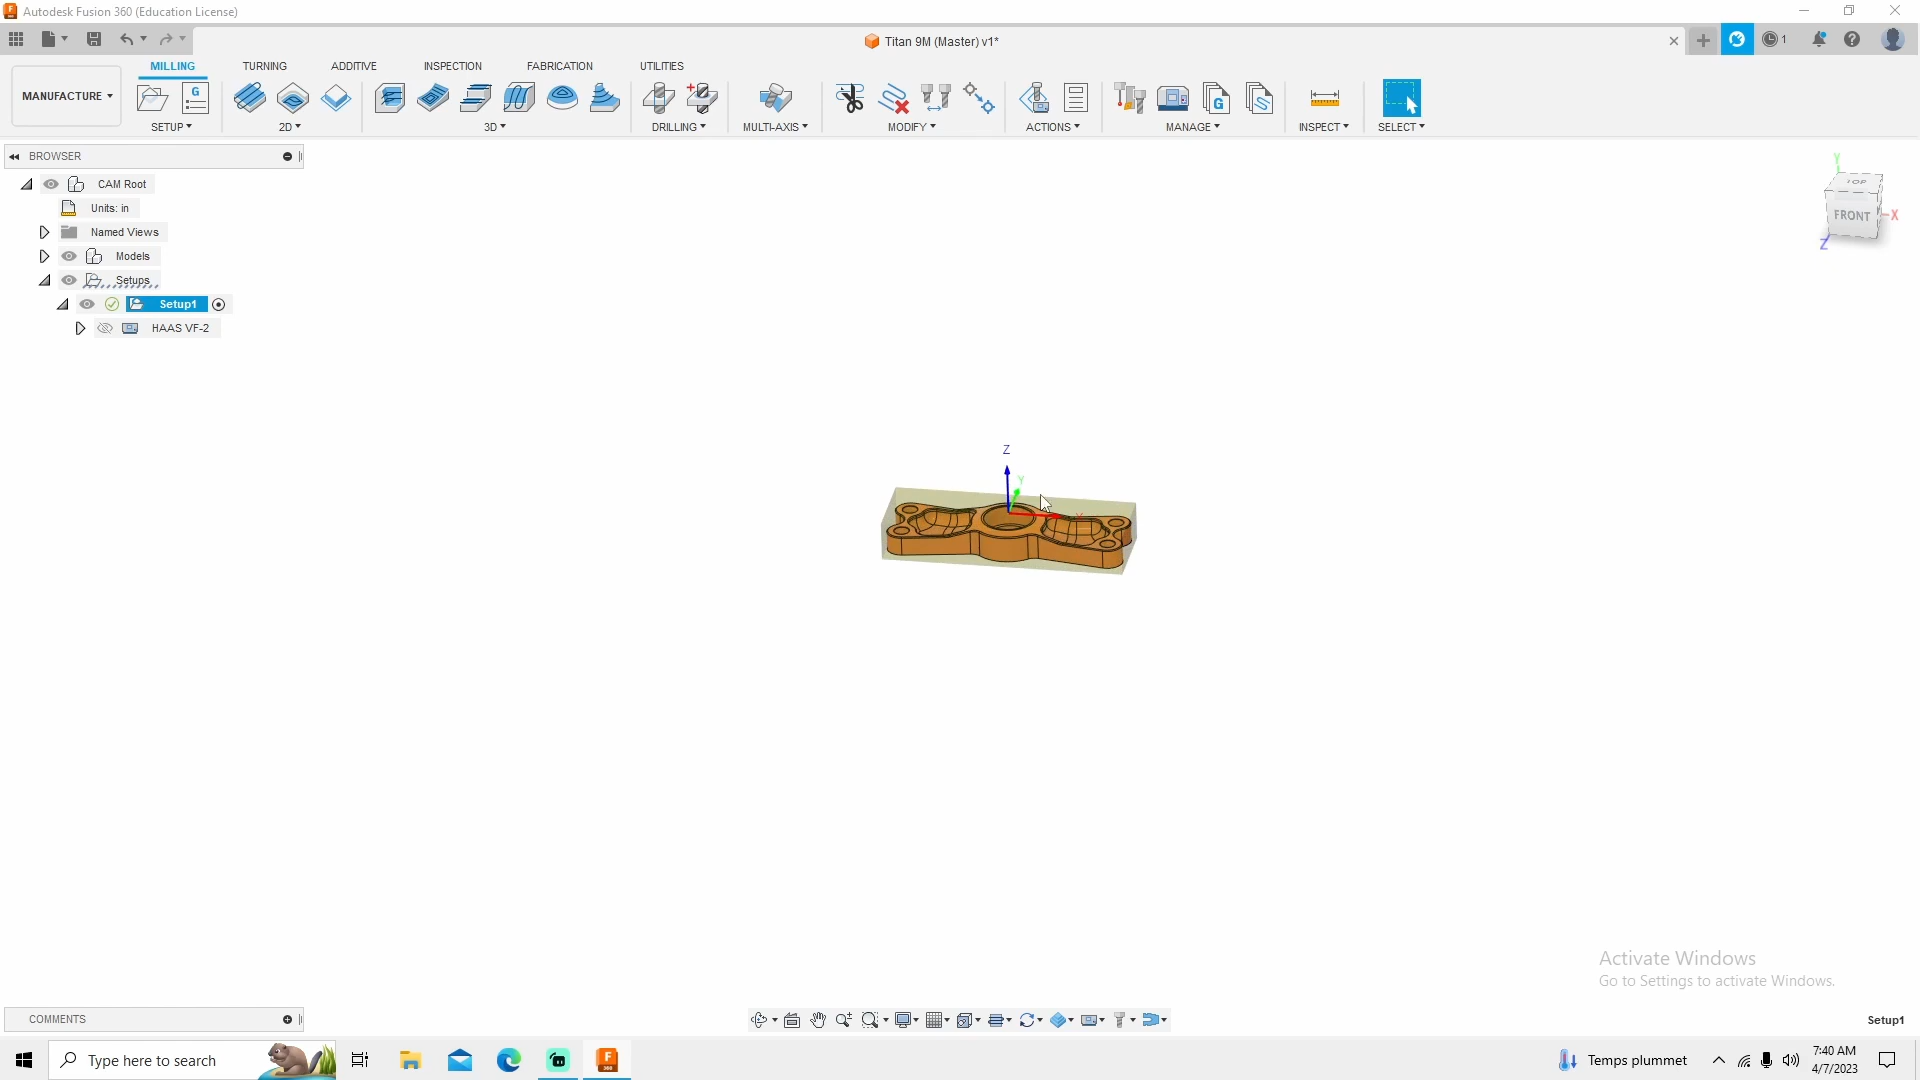 Autodesk Fusion 360 (Education License)
Titan 9M (Master) v1*
1
MILLING TURNING ADDITIVE INSPECTION FABRICATION UTILITIES
MANUFACTURE
G
G
SETUP 2D 3D DRILLING MULTI-AXIS MODIFY ACTIONS MANAGE INSPECT SELECT
BROWSER
CAM Root
Units: in
Named Views
Models
Setups
Setup1
HAAS VF-2
Y
TOP
FRONT
X
Z
Z
Y
X
Activate Windows
Go to Settings to activate Windows.
COMMENTS
Setup1
Type here to search
F
360
Temps plummet
7:40 AM
4/7/2023